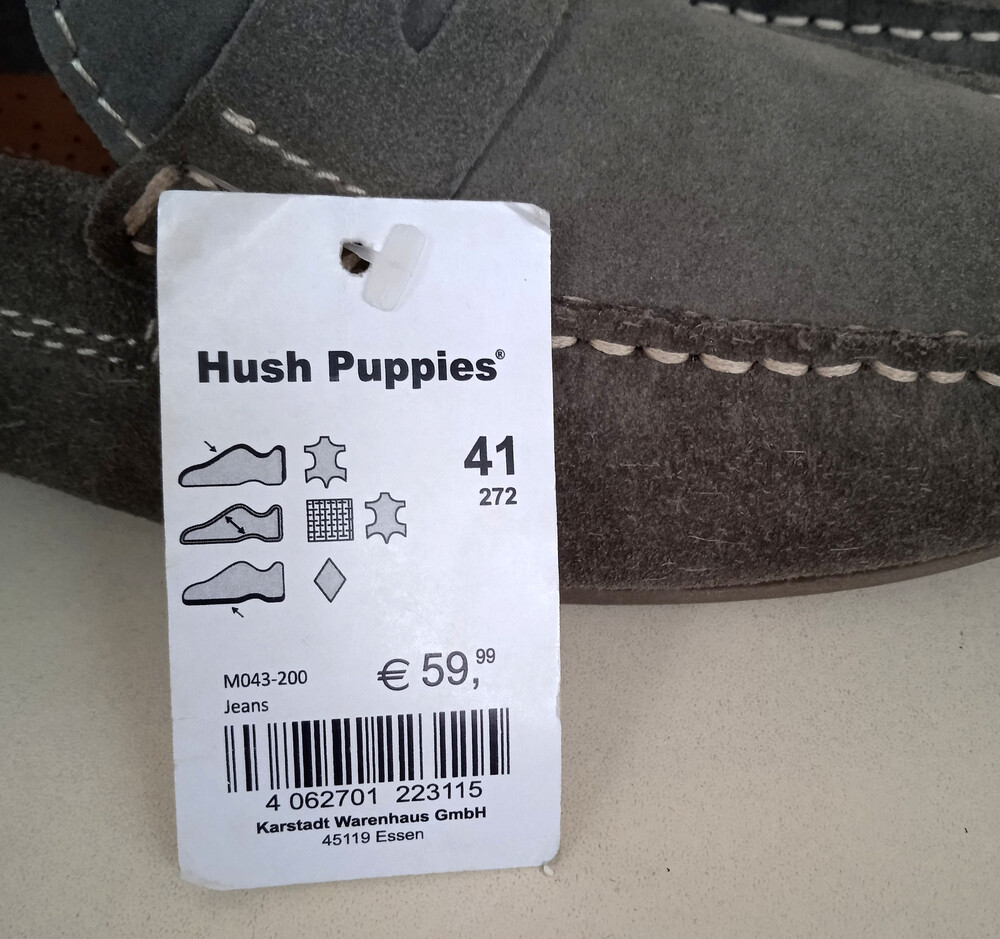 Hush Puppies®
41
272
€ 59,99
M043-200
Jeans
4 062701 223115
Karstadt Warenhaus GmbH
45119 Essen